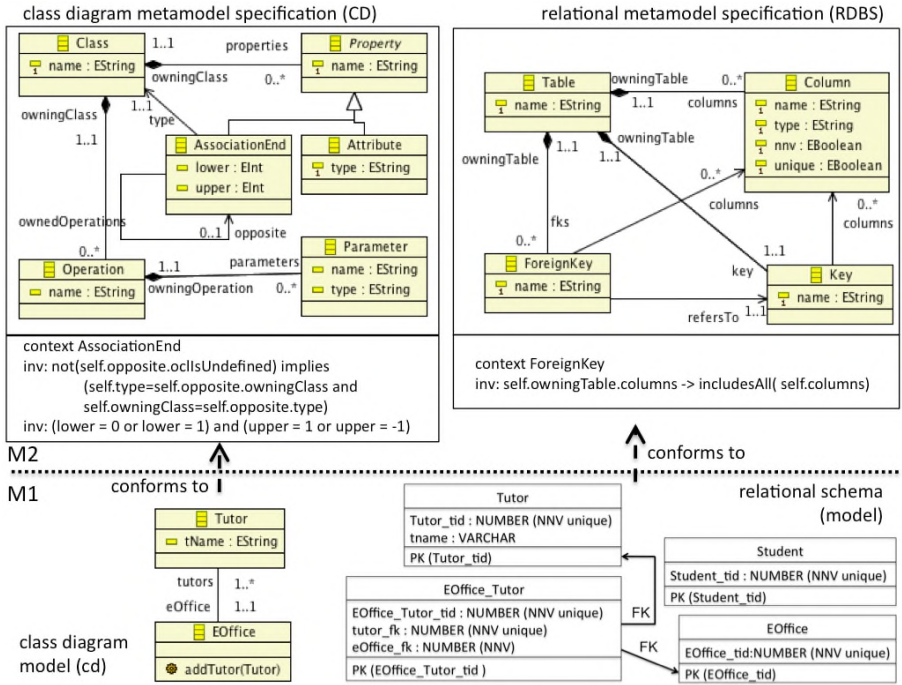 class diagram metamodel specification (CD)
Class
name : EString
1..1
properties
owningClass
0..*
Property
name : EString
owningClass
1..1
1..1
type
AssociationEnd
lower : EInt
upper : EInt
Attribute
type : EString
ownedOperations
0..1
opposite
0..*
Operation
name : EString
1..1
parameters
owningOperation
0..*
Parameter
name : EString
type : EString
context AssociationEnd
inv: not(self.opposite.oclIsUndefined) implies
(self.type=self.opposite.owningClass and
self.owningClass=self.opposite.type)
inv: (lower = 0 or lower = 1) and (upper = 1 or upper = -1)
relational metamodel specification (RDBS)
Table
name : EString
owningTable
0..*
1..1
columns
Column
name : EString
type : EString
nnv : EBoolean
unique : EBoolean
owningTable
1..1
owningTable
1..1
0..*
columns
0..*
columns
fks
0..*
ForeignKey
name : EString
1..1
key
Key
name : EString
refersTo
1..1
context ForeignKey
inv: self.owningTable.columns -> includesAll( self.columns)
M2
conforms to
M1
conforms to
Tutor
tName : EString
tutors
1..*
eOffice
1..1
EOffice
addTutor(Tutor)
class diagram
model (cd)
relational schema
(model)
Tutor
Tutor_tid : NUMBER (NNV unique)
tname : VARCHAR
PK (Tutor_tid)
EOffice_Tutor
EOffice_Tutor_tid : NUMBER (NNV unique)
tutor_fk : NUMBER (NNV unique)
eOffice_fk : NUMBER (NNV)
PK (EOffice_Tutor_tid )
FK
FK
Student
Student_tid : NUMBER (NNV unique)
PK (Student_tid)
EOffice
EOffice_tid:NUMBER (NNV unique)
PK (EOffice_tid)